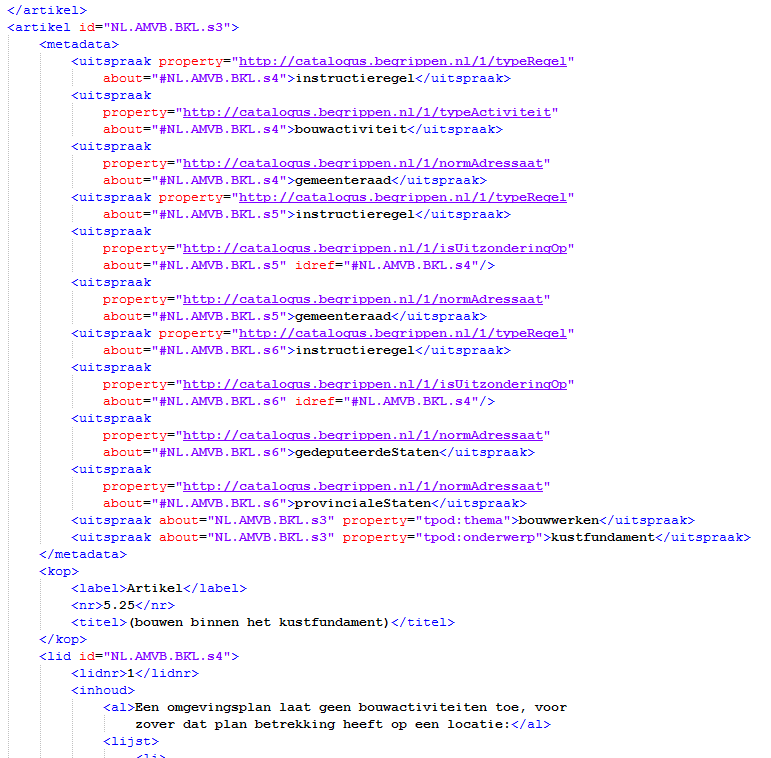 </artikel>
<artikel id="NL.AMVB.BKL.s3">
<metadata>
<uitspraak property="http://catalogus.begrippen.nl/1/typeRegel"
about="#NL.AMVB.BKL.s4">instructieregel</uitspraak>
<uitspraak
property="http://catalogus.begrippen.nl/1/typeActiviteit"
about="#NL.AMVB.BKL.s4">bouwactiviteit</uitspraak>
<uitspraak
property="http://catalogus.begrippen.nl/1/normAdressaat"
about="#NL.AMVB.BKL.s4">gemeenteraad</uitspraak>
<uitspraak property="http://catalogus.begrippen.nl/1/typeRegel"
about="#NL.AMVB.BKL.s5">instructieregel</uitspraak>
<uitspraak
property="http://catalogus.begrippen.nl/1/isUitzonderingOp"
about="#NL.AMVB.BKL.s5" idref="#NL.AMVB.BKL.s4"/>
<uitspraak
property="http://catalogus.begrippen.nl/1/normAdressaat"
about="#NL.AMVB.BKL.s5">gemeenteraad</uitspraak>
<uitspraak property="http://catalogus.begrippen.nl/1/typeRegel"
about="#NL.AMVB.BKL.s6">instructieregel</uitspraak>
<uitspraak
property="http://catalogus.begrippen.nl/1/isUitzonderingOp"
about="#NL.AMVB.BKL.s6" idref="#NL.AMVB.BKL.s4"/>
<uitspraak
property="http://catalogus.begrippen.nl/1/normAdressaat"
about="#NL.AMVB.BKL.s6">gedeputeerdeStaten</uitspraak>
<uitspraak
property="http://catalogus.begrippen.nl/1/normAdressaat"
about="#NL.AMVB.BKL.s6">provincialeStaten</uitspraak>
<uitspraak about="NL.AMVB.BKL.s3" property="tpod:thema">bouwwerken</uitspraak>
<uitspraak about="NL.AMVB.BKL.s3" property="tpod:onderwerp">kustfundament</uitspraak>
</metadata>
<kop>
<label>Artikel</label>
<nr>5.25</nr>
<titel>(bouwen binnen het kustfundament)</titel>
</kop>
<lid id="NL.AMVB.BKL.s4">
<lidnr>1</lidnr>
<inhoud>
<al>Een omgevingsplan laat geen bouwactiviteiten toe, voor
zover dat plan betrekking heeft op een locatie:</al>
<lijst>
<li>